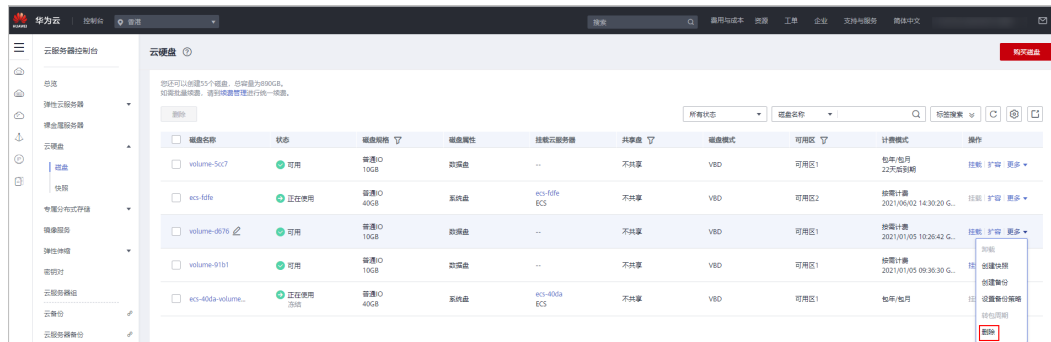 HUAWEI 华为云 控制台 香港 搜索 费用与成本 资源 工单 企业 支持与服务 简体中文
云服务器控制台
云硬盘
购买磁盘
总览
弹性云服务器
裸金属服务器
云硬盘
磁盘
快照
专属分布式存储
镜像服务
弹性伸缩
密钥对
云服务器组
云备份
云服务器备份
您还可以创建55个磁盘，总容量为890GB。
如需批量续费，请到续费管理进行统一续费。
删除 所有状态 磁盘名称 标签搜索
磁盘名称 状态 磁盘规格 磁盘属性 挂载云服务器 共享盘 磁盘模式 可用区 计费模式 操作
volume-5cc7 可用 普通IO 数据盘 -- 不共享 VBD 可用区1 包年/包月 挂载 扩容 更多
10GB 22天后到期
ecs-fdfe 正在使用 普通IO 系统盘 ecs-fdfe 不共享 VBD 可用区2 按需计费 挂载 扩容 更多
40GB ECS 2021/06/02 14:30:20 G...
volume-d676 可用 普通IO 数据盘 -- 不共享 VBD 可用区1 按需计费 挂载 扩容 更多
10GB 2021/01/05 10:26:42 G...
volume-91b1 可用 普通IO 数据盘 -- 不共享 VBD 可用区1 按需计费
10GB 2021/01/05 09:36:30 G...
ecs-40da-volume... 正在使用 普通IO 系统盘 ecs-40da 不共享 VBD 可用区1 包年/包月
冻结 40GB ECS
卸载
创建快照
创建备份
设置备份策略
转包周期
删除